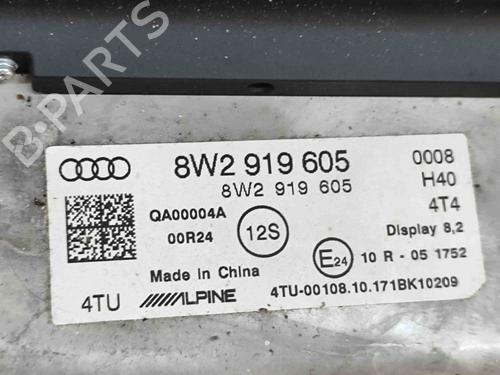 8W2 919 605
8W2 919 605
0008
H40
4T4
QA00004A
00R24
12S
Display 8,2
E24
10 R - 05 1752
Made in China
4TU
ALPINE
4TU-00108.10.171BK10209
B-PARTS